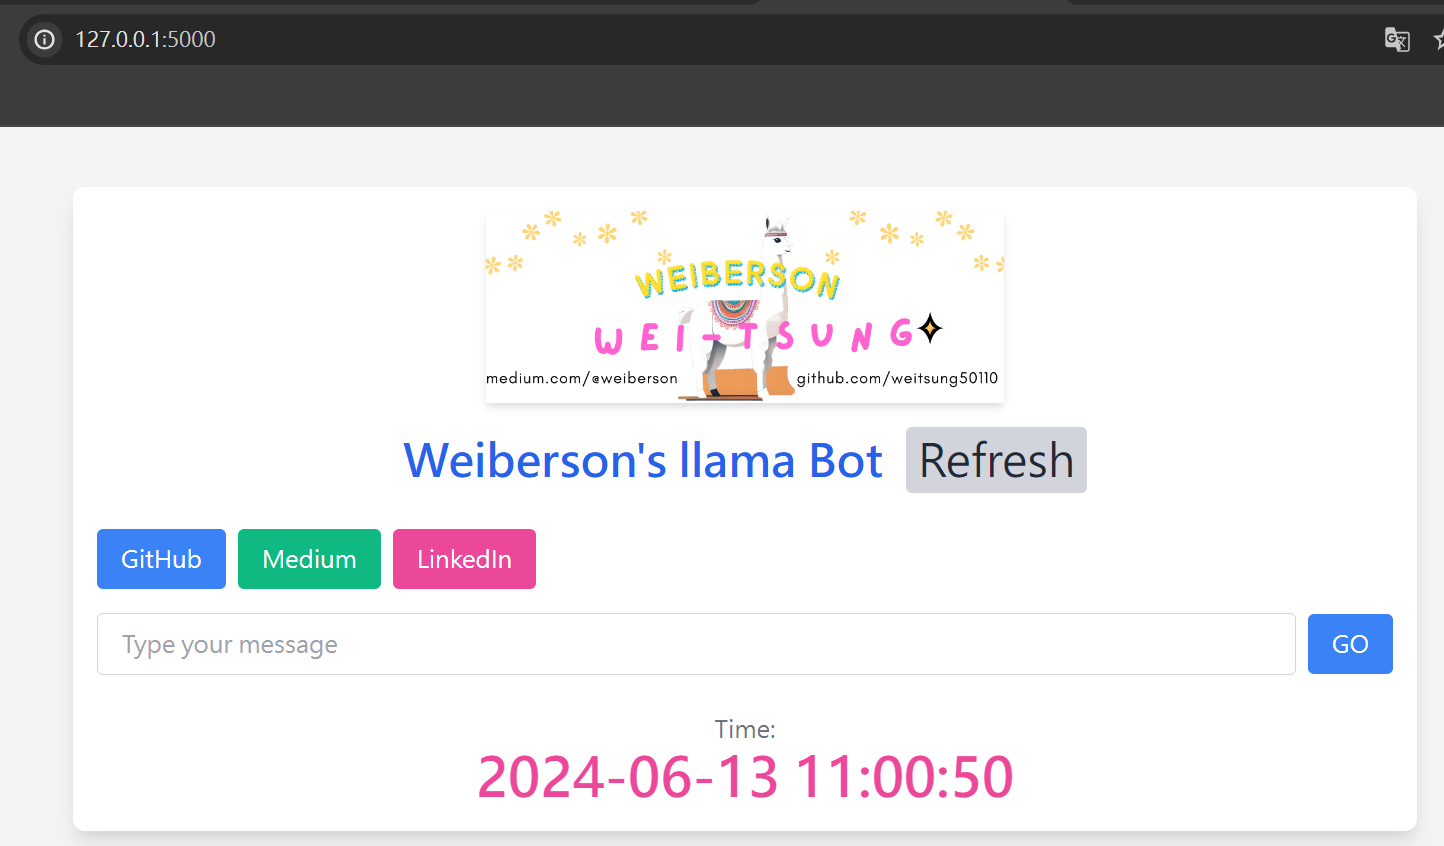 127.0.0.1:5000
WEIBERSON
WEI-TSUNG
medium.com/@weiberson
github.com/weitsung50110
Weiberson's llama Bot Refresh
GitHub Medium LinkedIn
Type your message GO
Time:
2024-06-13 11:00:50